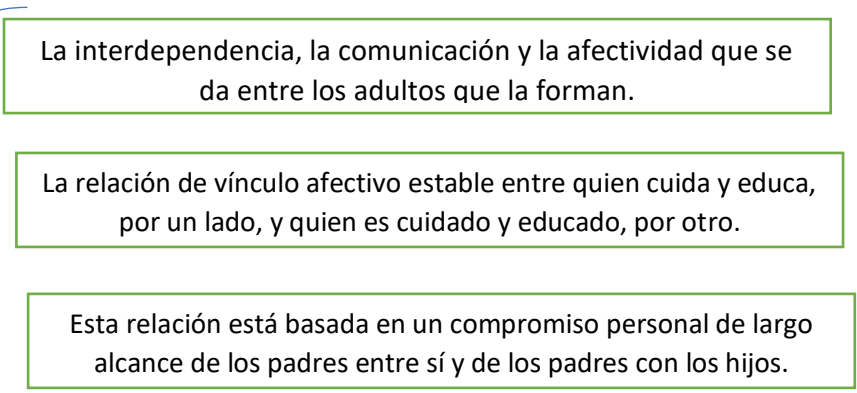 La interdependencia, la comunicación y la afectividad que se
da entre los adultos que la forman.
La relación de vínculo afectivo estable entre quien cuida y educa,
por un lado, y quien es cuidado y educado, por otro.
Esta relación está basada en un compromiso personal de largo
alcance de los padres entre sí y de los padres con los hijos.